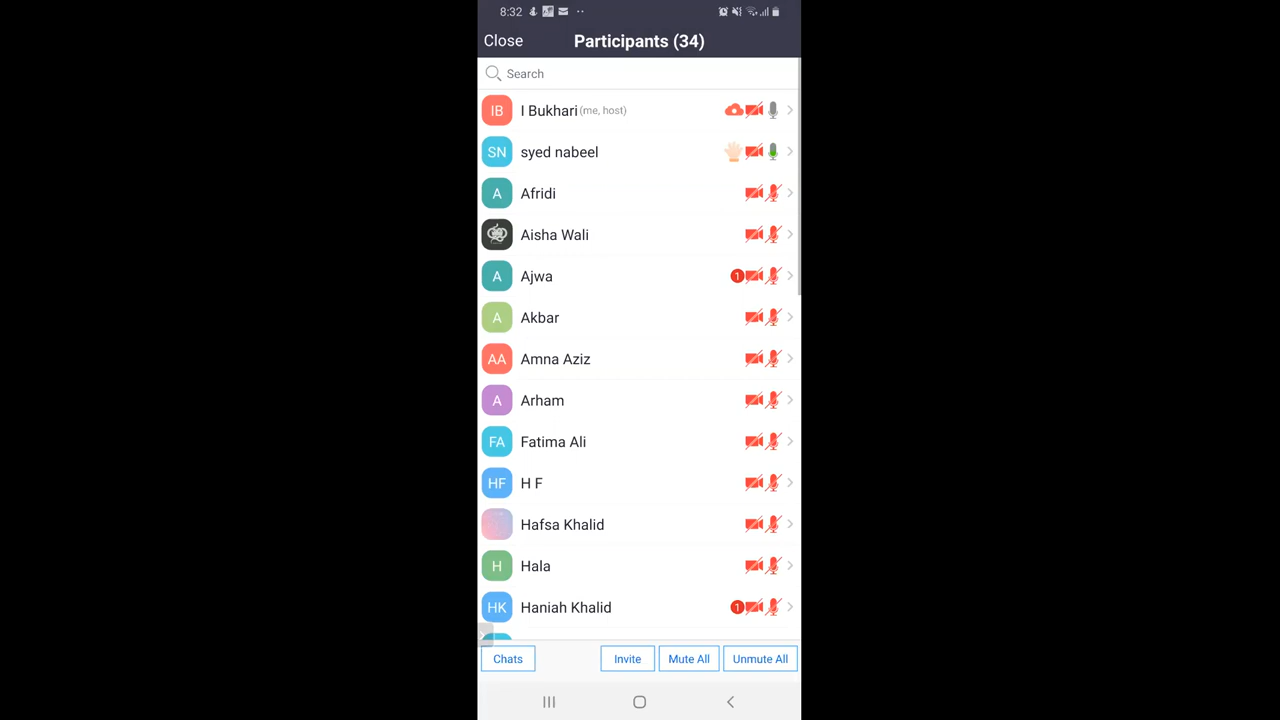 8:32
Close Participants (34)
Search
IB I Bukhari (me, host)
SN syed nabeel
A Afridi
Aisha Wali
A Ajwa 1
A Akbar
AA Amna Aziz
A Arham
FA Fatima Ali
HF H F
Hafsa Khalid
H Hala
HK Haniah Khalid 1
Chats Invite Mute All Unmute All